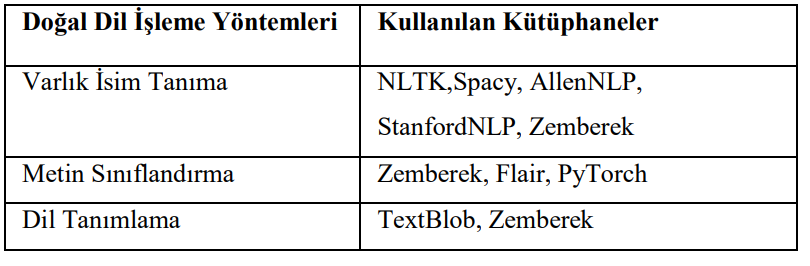 Doğal Dil İşleme Yöntemleri Kullanılan Kütüphaneler
Varlık İsim Tanıma NLTK,Spacy, AllenNLP,
StanfordNLP, Zemberek
Metin Sınıflandırma Zemberek, Flair, PyTorch
Dil Tanımlama TextBlob, Zemberek